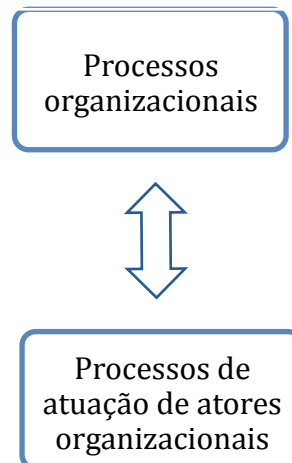 Processos
organizacionais
Processos de
atuação de atores
organizacionais